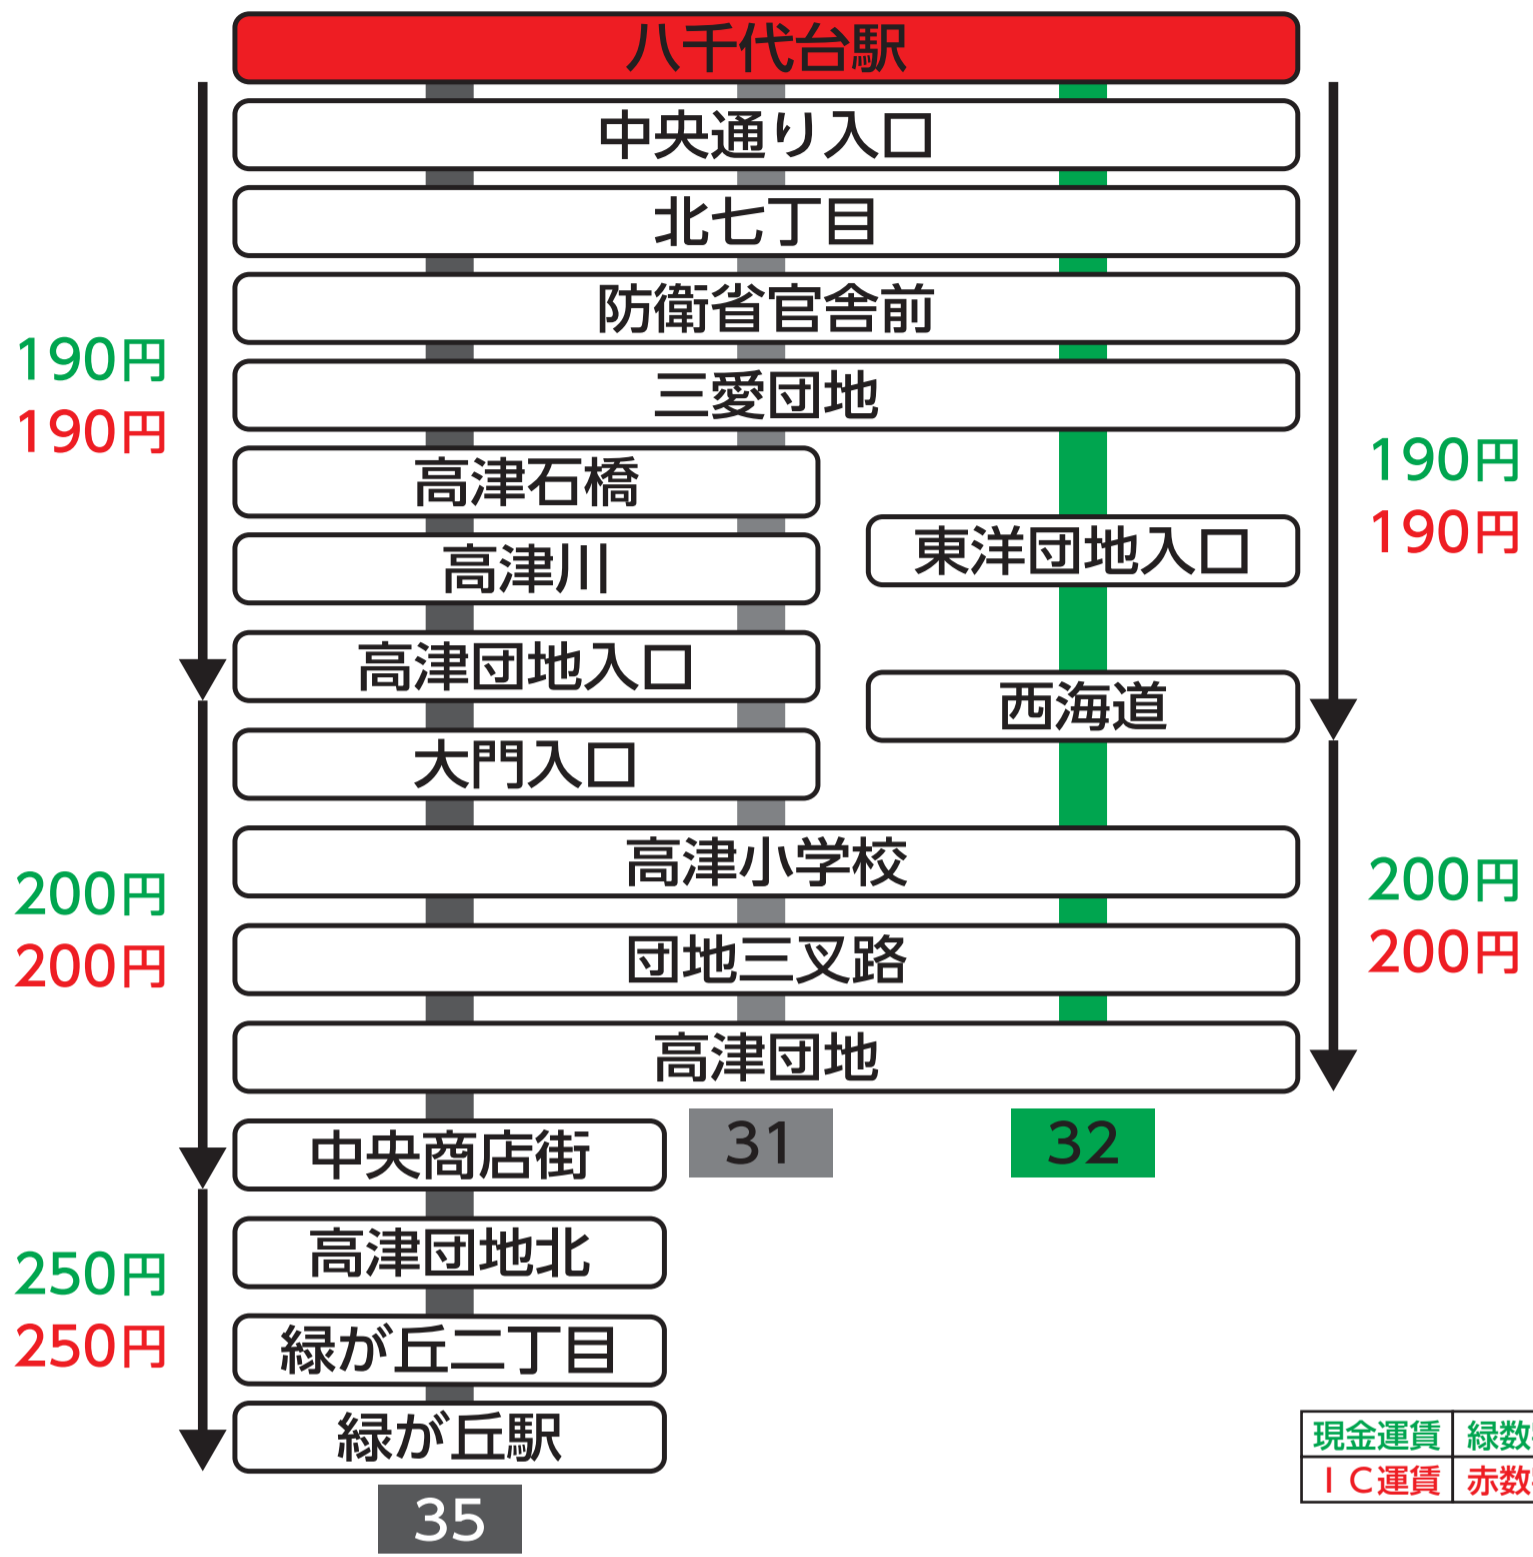 八千代台駅
中央通り入口
北七丁目
防衛省官舎前
三愛団地
190円
190円
高津石橋
高津川
高津団地入口
大門入口
東洋団地入口
西海道
190円
190円
高津小学校
団地三叉路
高津団地
200円
200円
200円
200円
中央商店街
31
32
高津団地北
緑が丘二丁目
緑が丘駅
250円
250円
35
現金運賃 緑数
IC運賃 赤数